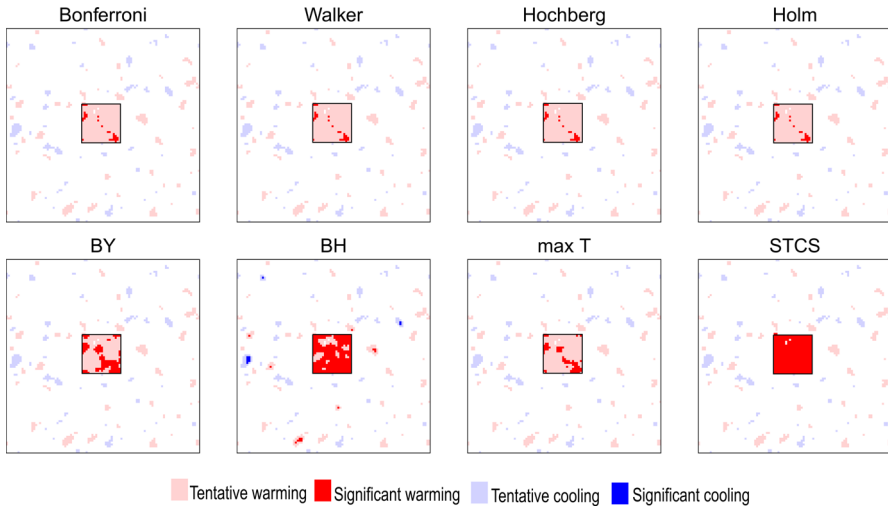 Bonferroni Walker Hochberg Holm
BY BH max T STCS
Tentative warming Significant warming Tentative cooling Significant cooling